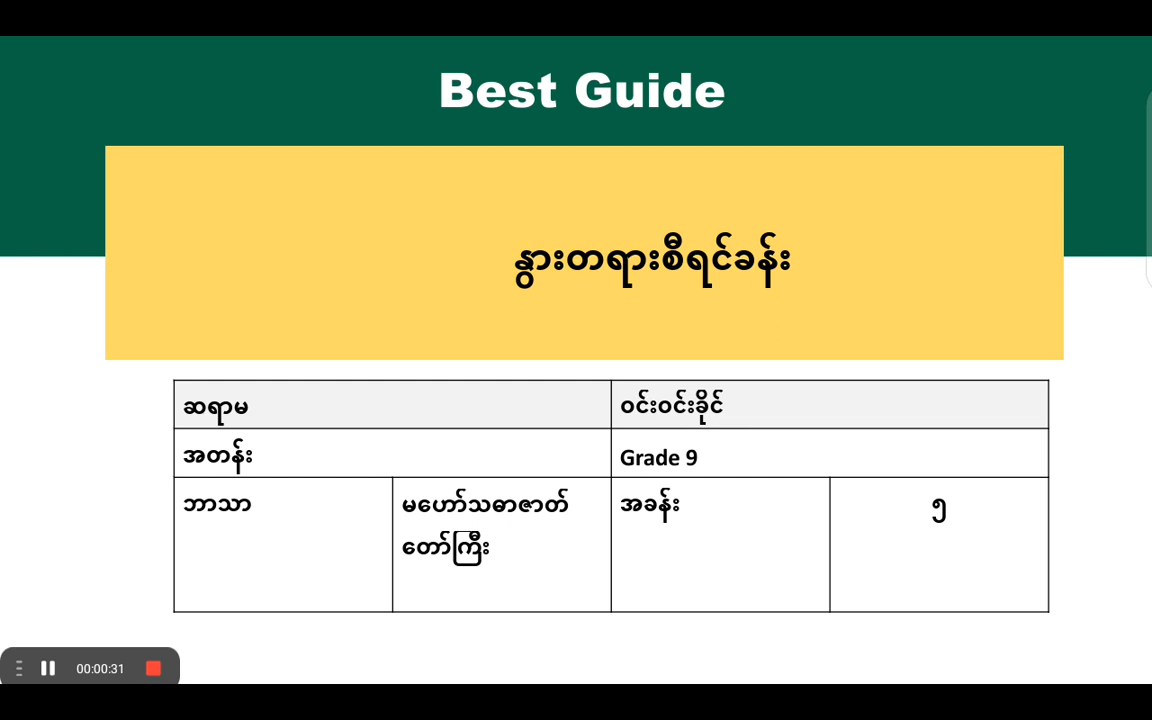 Best Guide
နွားတရားစီရင်ခန်း
ဆရာမ
ဝင်းဝင်းခိုင်
အတန်း
Grade 9
ဘာသာ
မဟော်သဓာဇာတ်
တော်ကြီး
အခန်း
၅
00:00:31